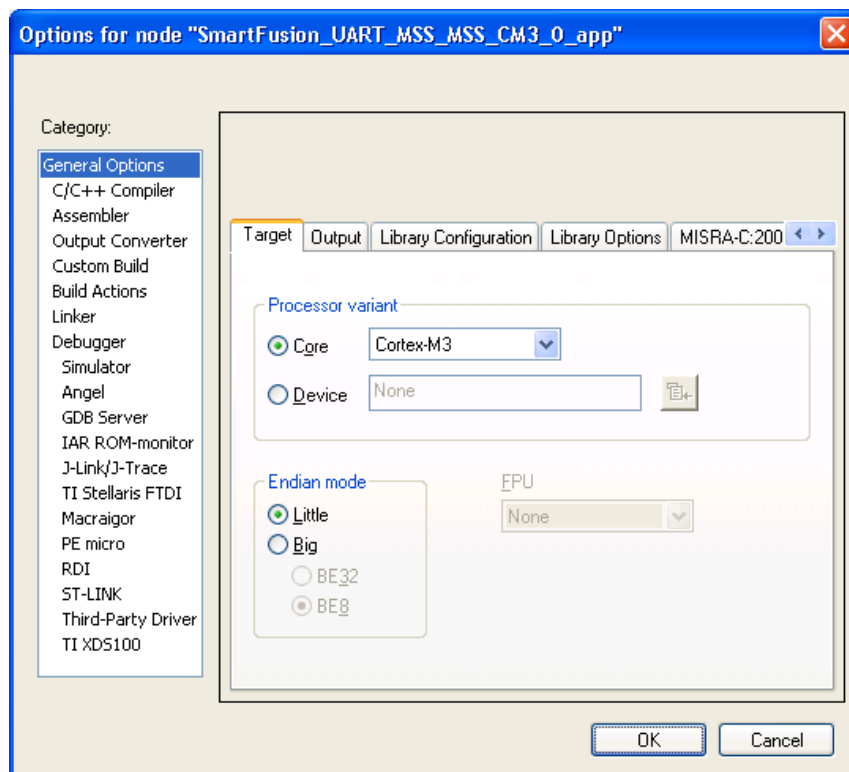 Options for node "SmartFusion_UART_MSS_MSS_CM3_0_app"
Category:
General Options
C/C++ Compiler
Assembler
Output Converter
Custom Build
Build Actions
Linker
Debugger
Simulator
Angel
GDB Server
IAR ROM-monitor
J-Link/J-Trace
TI Stellaris FTDI
Macraigor
PE micro
RDI
ST-LINK
Third-Party Driver
TI XDS100
Target Output Library Configuration Library Options MISRA-C:200
Processor variant
Core Cortex-M3
Device None
Endian mode
Little
Big
BE32
BE8
FPU
None
OK Cancel